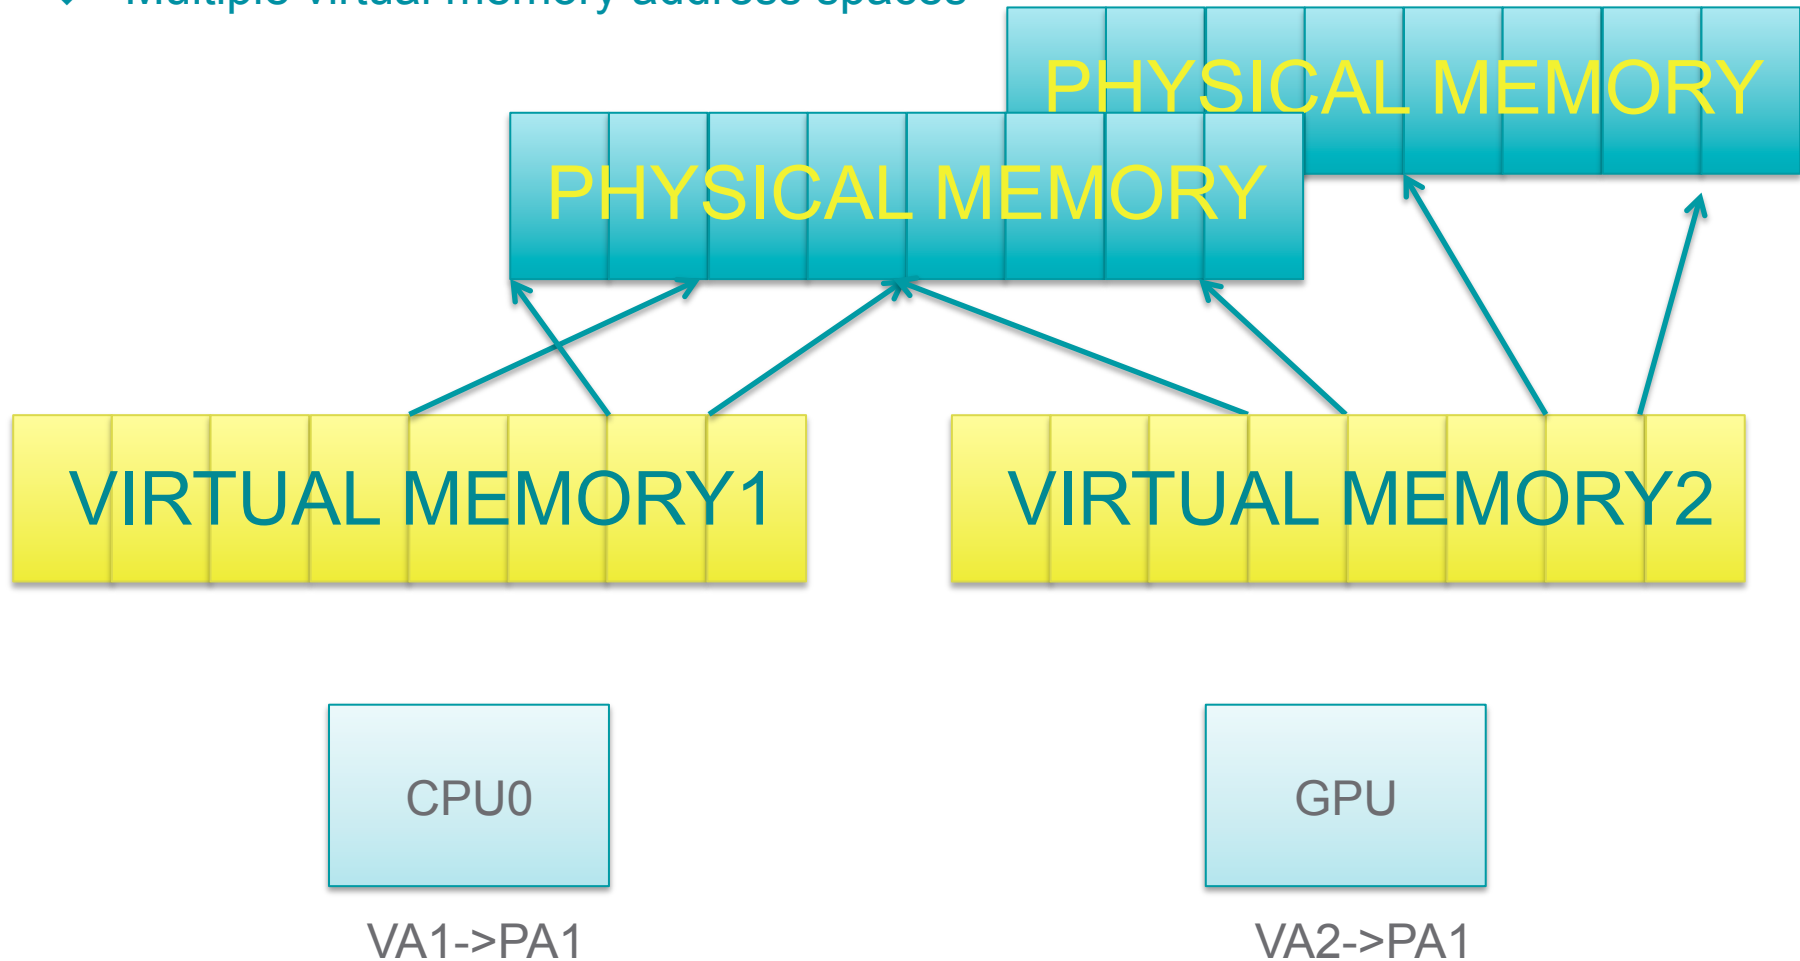 Multiple virtual memory address spaces
PHYSICAL MEMORY
PHYSICAL MEMORY
VIRTUAL MEMORY1
VIRTUAL MEMORY2
CPU0
GPU
VA1->PA1
VA2->PA1